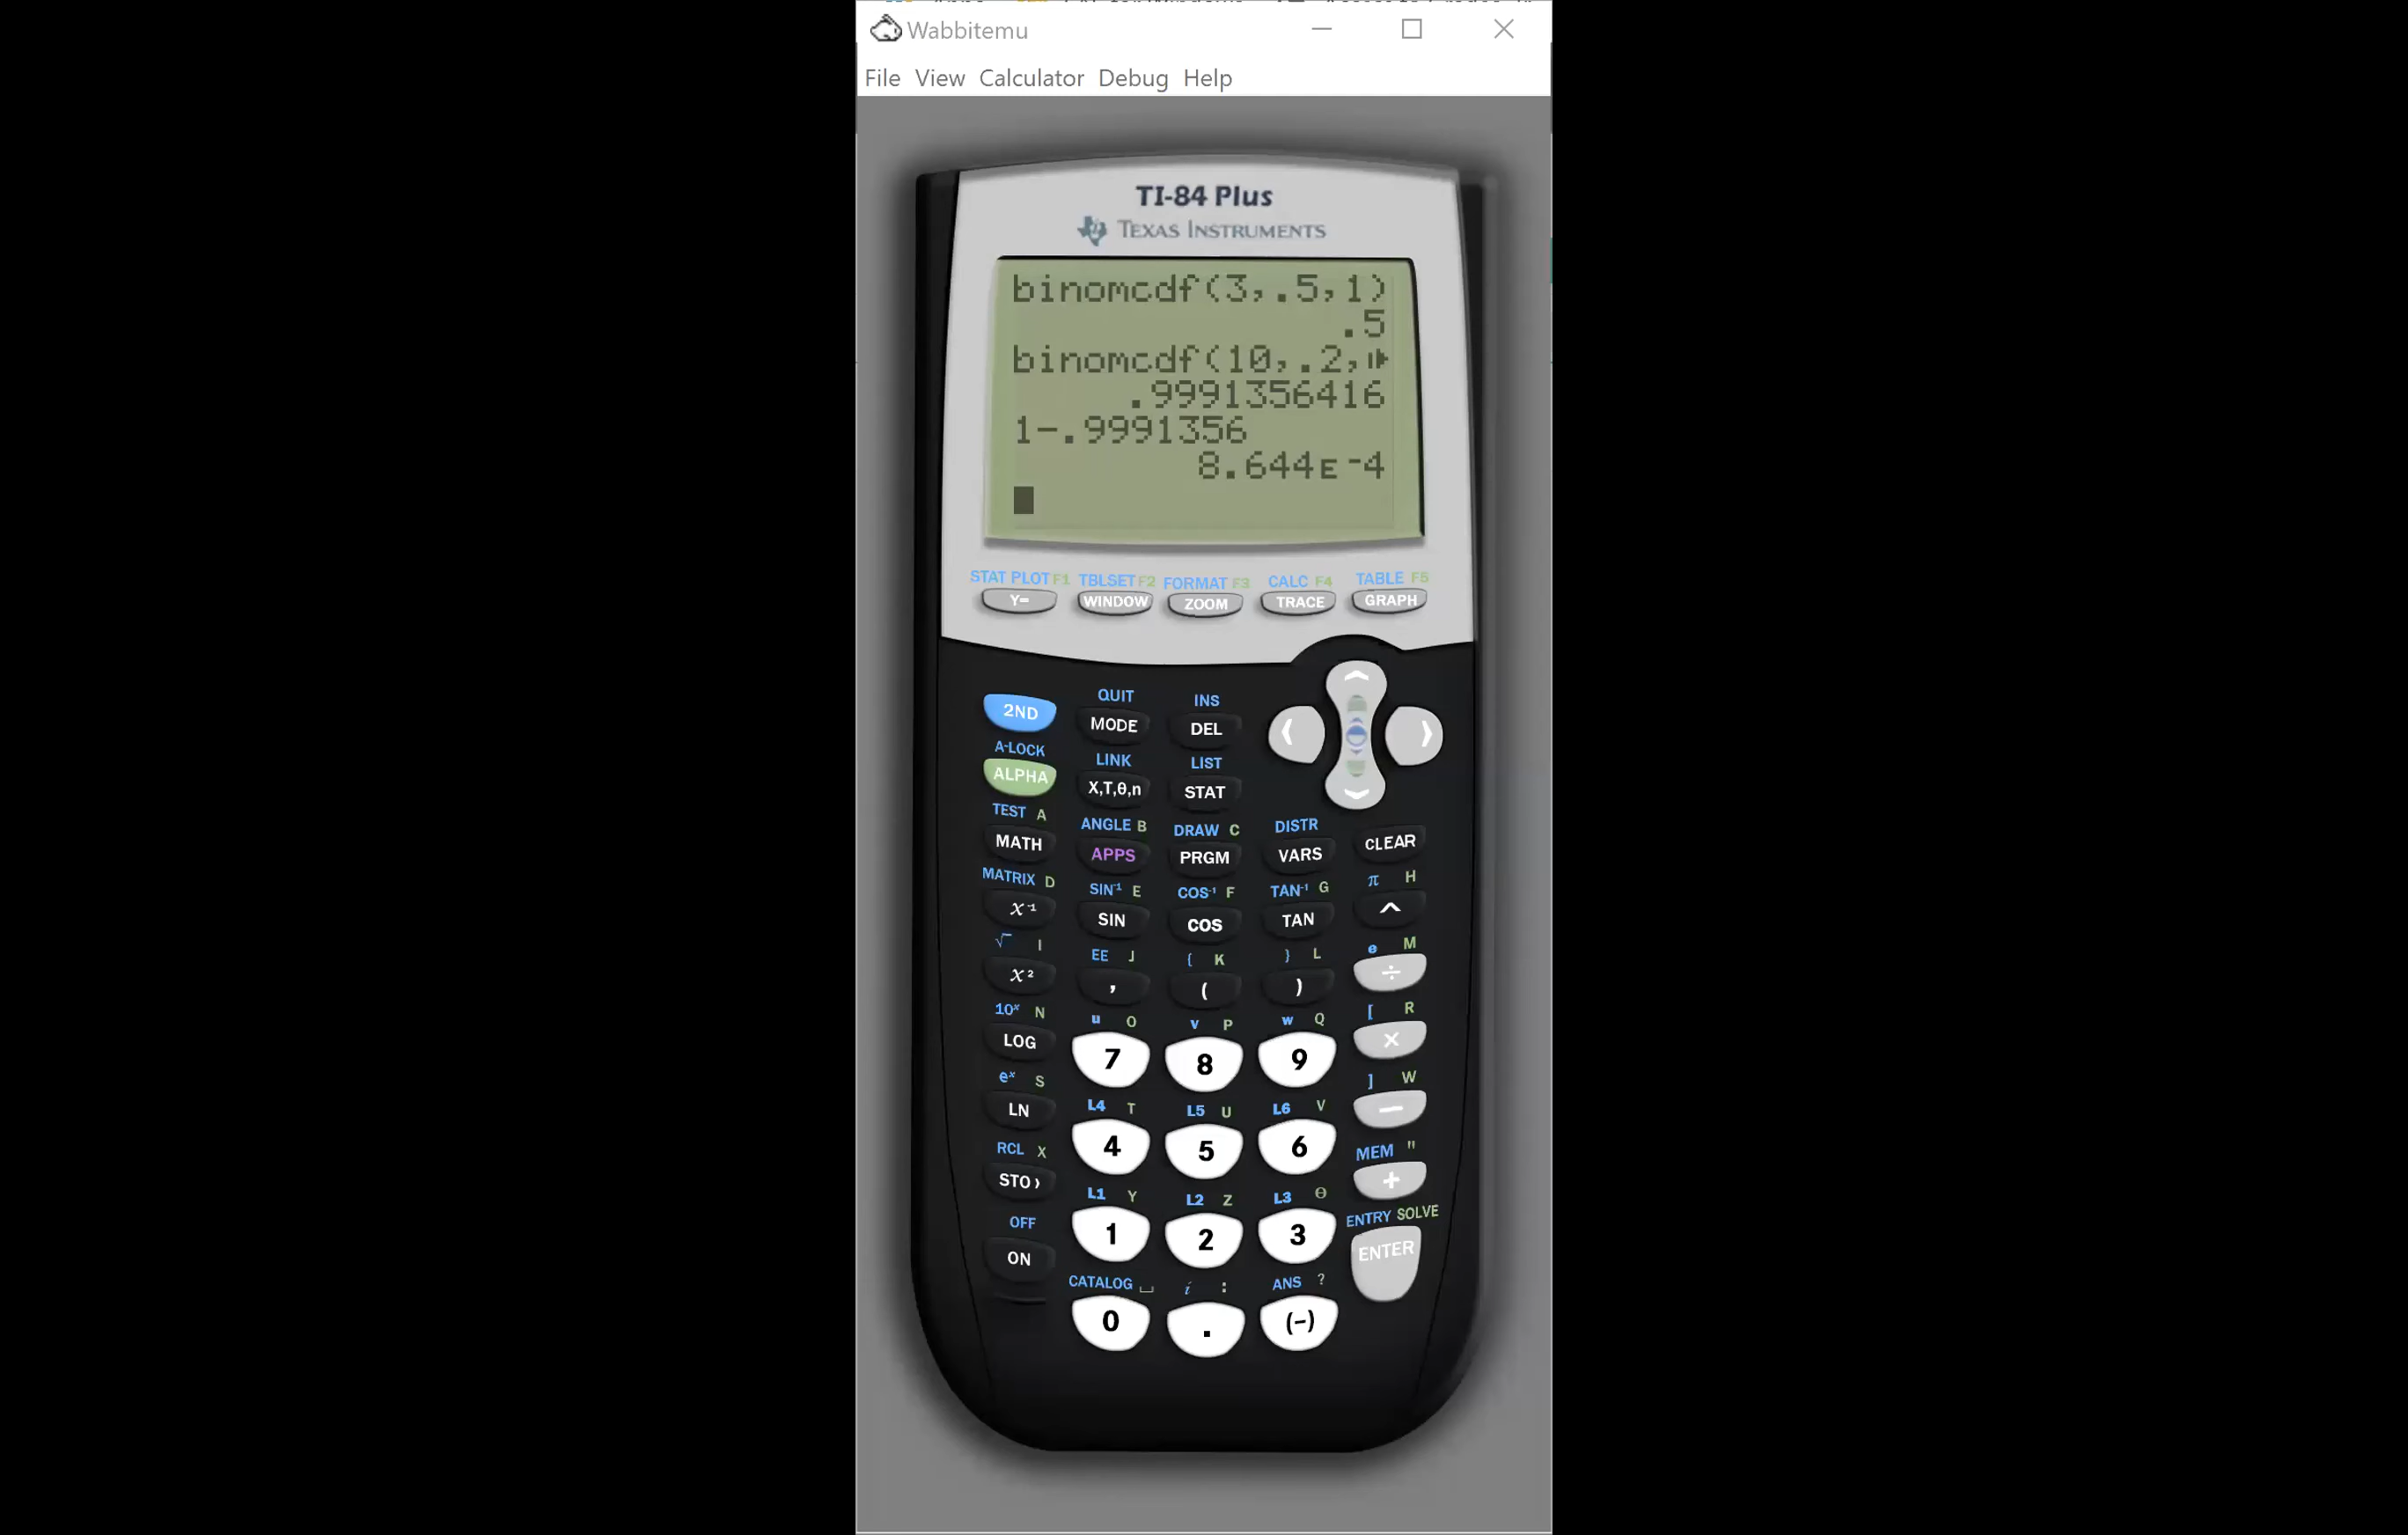 Wabbitemu
File View Calculator Debug Help
TI-84 Plus
TEXAS INSTRUMENTS
binomcdf(3,.5,1)
.5
binomcdf(10,.2,
.9991356416
1-.9991356
8.644E-4
STAT PLOT F1 TBLSET F2 FORMAT F3 CALC F4 TABLE F5
Y= WINDOW ZOOM TRACE GRAPH
QUIT INS
2ND MODE DEL
A-LOCK LINK LIST
ALPHA X,T,θ,n STAT
TEST A ANGLE B DRAW C DISTR
MATH APPS PRGM VARS CLEAR
MATRIX D SIN⁻¹ E COS⁻¹ F TAN⁻¹ G π H
x⁻¹ SIN COS TAN ^
√ I EE J { K } L e M
x² , ( ) ÷
10ˣ N u O v P w Q [ R
LOG 7 8 9 ×
eˣ S L4 T L5 U L6 V ] W
LN 4 5 6 −
RCL X L1 Y L2 Z L3 θ MEM "
STO› 1 2 3 +
OFF CATALOG ⎵ i : ANS ? ENTRY SOLVE
ON 0 . (-) ENTER